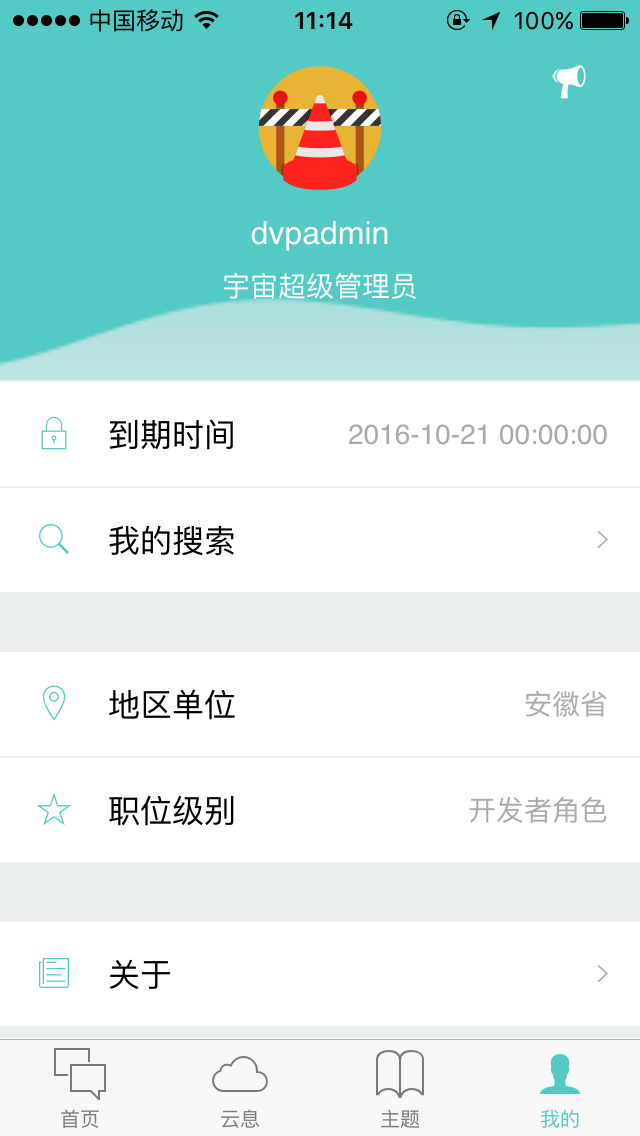 中国移动 11:14 100%
dvpadmin
宇宙超级管理员
到期时间 2016-10-21 00:00:00
我的搜索
地区单位 安徽省
职位级别 开发者角色
关于
首页 云息 主题 我的